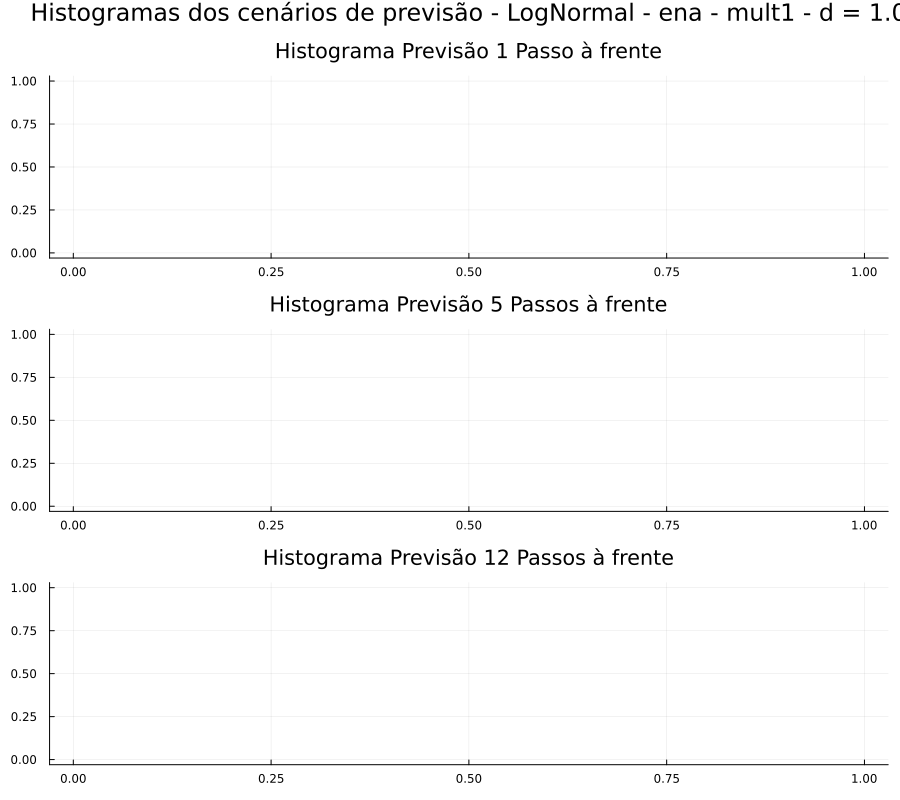 Histogramas dos cenários de previsão - LogNormal - ena - mult1 - d = 1.0
Histograma Previsão 1 Passo à frente
1.00
0.75
0.50
0.25
0.00
0.00 0.25 0.50 0.75 1.00
Histograma Previsão 5 Passos à frente
1.00
0.75
0.50
0.25
0.00
0.00 0.25 0.50 0.75 1.00
Histograma Previsão 12 Passos à frente
1.00
0.75
0.50
0.25
0.00
0.00 0.25 0.50 0.75 1.00